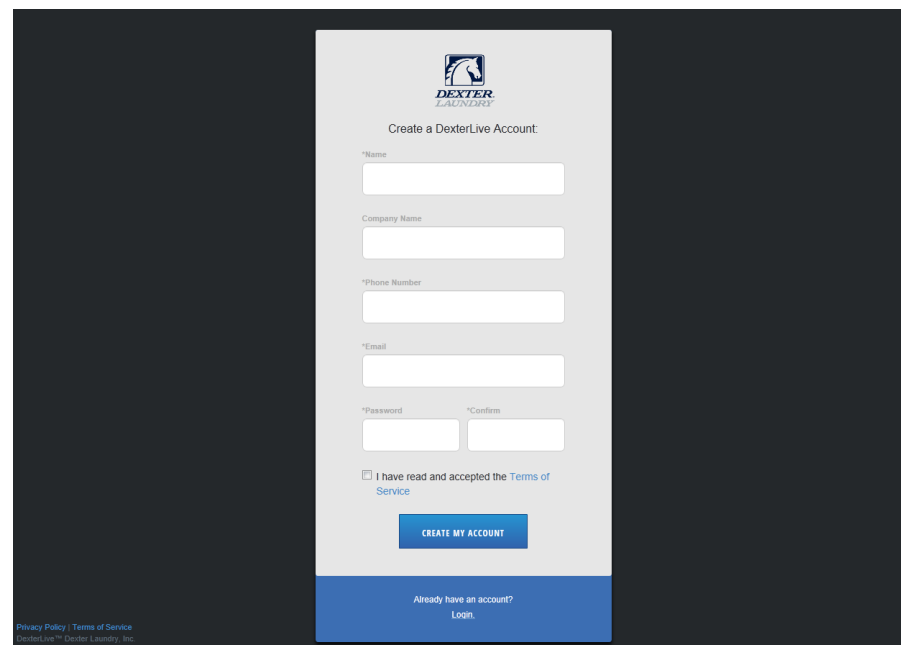 DEXTER
LAUNDRY
Create a DexterLive Account:
*Name
Company Name
*Phone Number
*Email
*Password *Confirm
I have read and accepted the Terms of
Service
CREATE MY ACCOUNT
Already have an account?
Login.
Privacy Policy | Terms of Service
DexterLive™ Dexter Laundry, Inc.